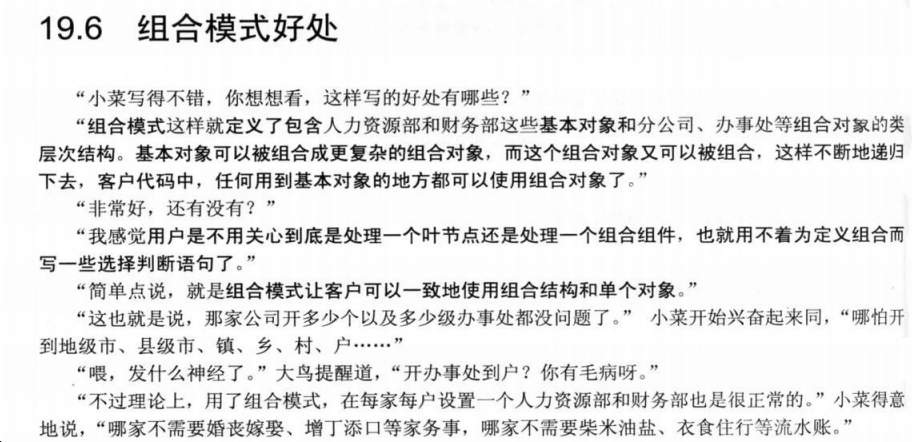 19.6 组合模式好处
“小菜写得不错，你想想看，这样写的好处有哪些？”
“组合模式这样就定义了包含人力资源部和财务部这些基本对象和分公司、办事处等组合对象的类
层次结构。基本对象可以被组合成更复杂的组合对象，而这个组合对象又可以被组合，这样不断地递归
下去，客户代码中，任何用到基本对象的地方都可以使用组合对象了。”
“非常好，还有没有？”
“我感觉用户是不用关心到底是处理一个叶节点还是处理一个组合组件，也就用不着为定义组合而
写一些选择判断语句了。”
“简单点说，就是组合模式让客户可以一致地使用组合结构和单个对象。”
“这也就是说，那家公司开多少个以及多少级办事处都没问题了。” 小菜开始兴奋起来同，“哪怕开
到地级市、县级市、镇、乡、村、户……”
“喂，发什么神经了。”大鸟提醒道，“开办事处到户？你有毛病呀。”
“不过理论上，用了组合模式，在每家每户设置一个人力资源部和财务部也是很正常的。”小菜得意
地说，“哪家不需要婚丧嫁娶、增丁添口等家务事，哪家不需要柴米油盐、衣食住行等流水账。”